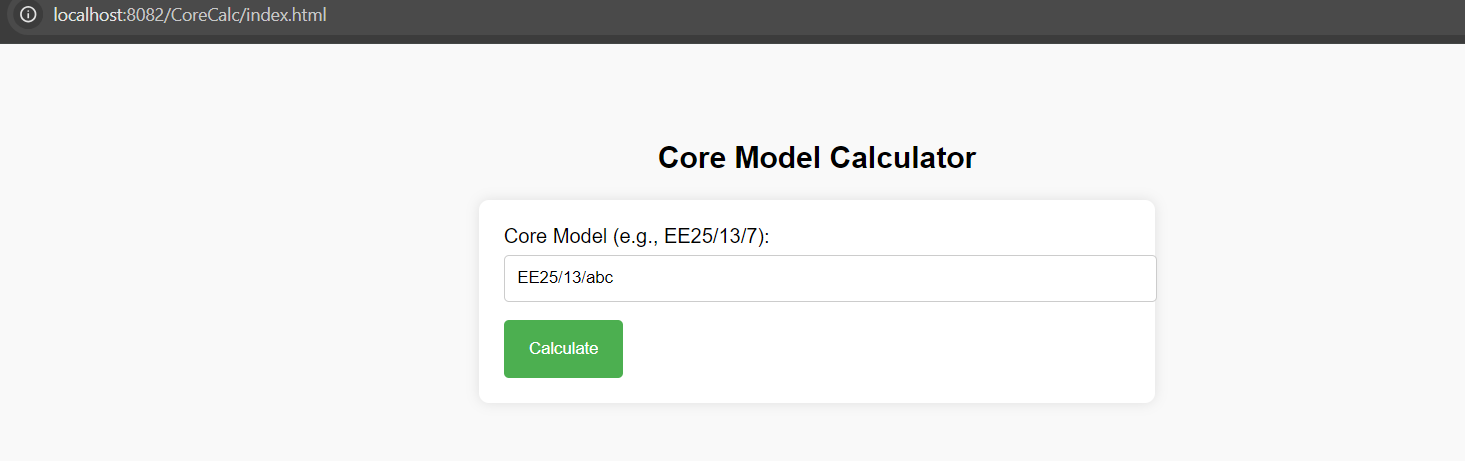 localhost:8082/CoreCalc/index.html
Core Model Calculator
Core Model (e.g., EE25/13/7):
EE25/13/abc
Calculate